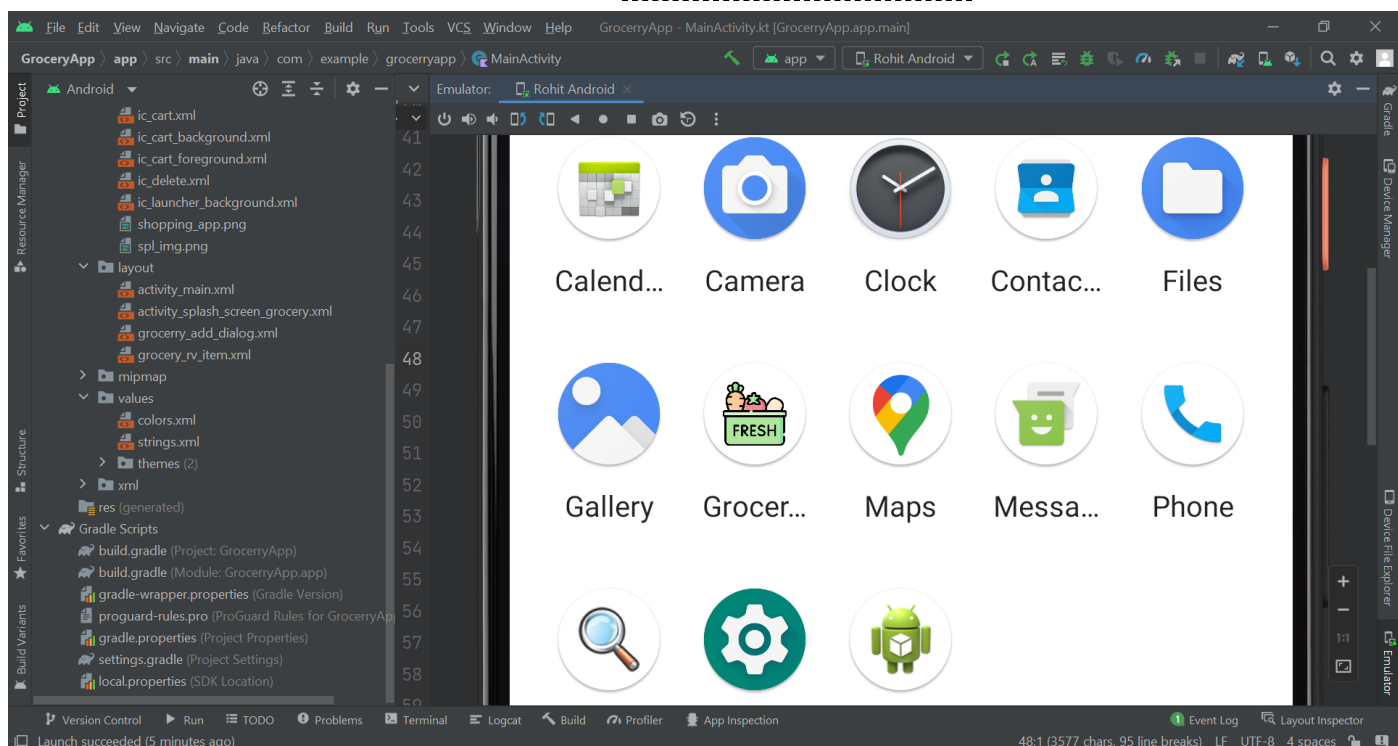 File Edit View Navigate Code Refactor Build Run Tools VCS Window Help GrocerryApp - MainActivity.kt [GrocerryApp.app.main]
GroceryApp app src main java com example grocerryapp MainActivity app Rohit Android
Project
Android
Emulator: Rohit Android
ic_cart.xml
ic_cart_background.xml
ic_cart_foreground.xml
ic_delete.xml
ic_launcher_background.xml
shopping_app.png
spl_img.png
layout
activity_main.xml
activity_splash_screen_grocery.xml
grocerry_add_dialog.xml
grocery_rv_item.xml
mipmap
values
colors.xml
strings.xml
themes (2)
xml
res (generated)
Gradle Scripts
build.gradle (Project: GrocerryApp)
build.gradle (Module: GrocerryApp.app)
gradle-wrapper.properties (Gradle Version)
proguard-rules.pro (ProGuard Rules for GrocerryAp
gradle.properties (Project Properties)
settings.gradle (Project Settings)
local.properties (SDK Location)
Resource Manager
Structure
Favorites
Build Variants
41
42
43
44
45
46
47
48
49
50
51
52
53
54
55
56
57
58
59
Calend... Camera Clock Contac... Files
FRESH
Gallery Grocer... Maps Messa... Phone
1:1
Gradle
Device Manager
Device File Explorer
Emulator
Version Control Run TODO Problems Terminal Logcat Build Profiler App Inspection 1 Event Log Layout Inspector
Launch succeeded (5 minutes ago) 48:1 (3577 chars, 95 line breaks) LF UTF-8 4 spaces